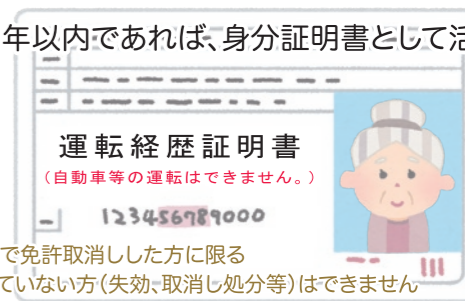 年以内であれば、身分証明書として活
運転経歴証明書
(自動車等の運転はできません。)
123456789000
で免許取消しした方に限る
ていない方(失効、取消し処分等)はできません